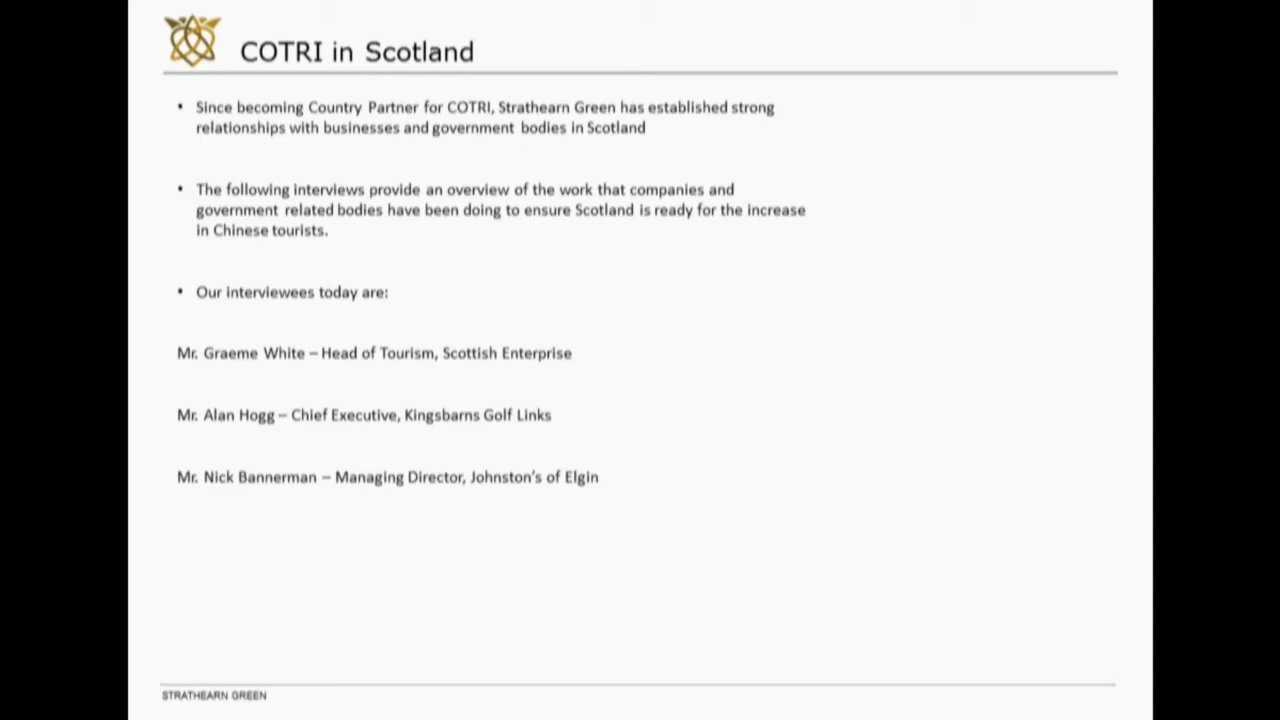 COTRI in Scotland
• Since becoming Country Partner for COTRI, Strathearn Green has established strong
relationships with businesses and government bodies in Scotland
• The following interviews provide an overview of the work that companies and
government related bodies have been doing to ensure Scotland is ready for the increase
in Chinese tourists.
• Our interviewees today are:
Mr. Graeme White – Head of Tourism, Scottish Enterprise
Mr. Alan Hogg – Chief Executive, Kingsbarns Golf Links
Mr. Nick Bannerman – Managing Director, Johnston's of Elgin
STRATHEARN GREEN